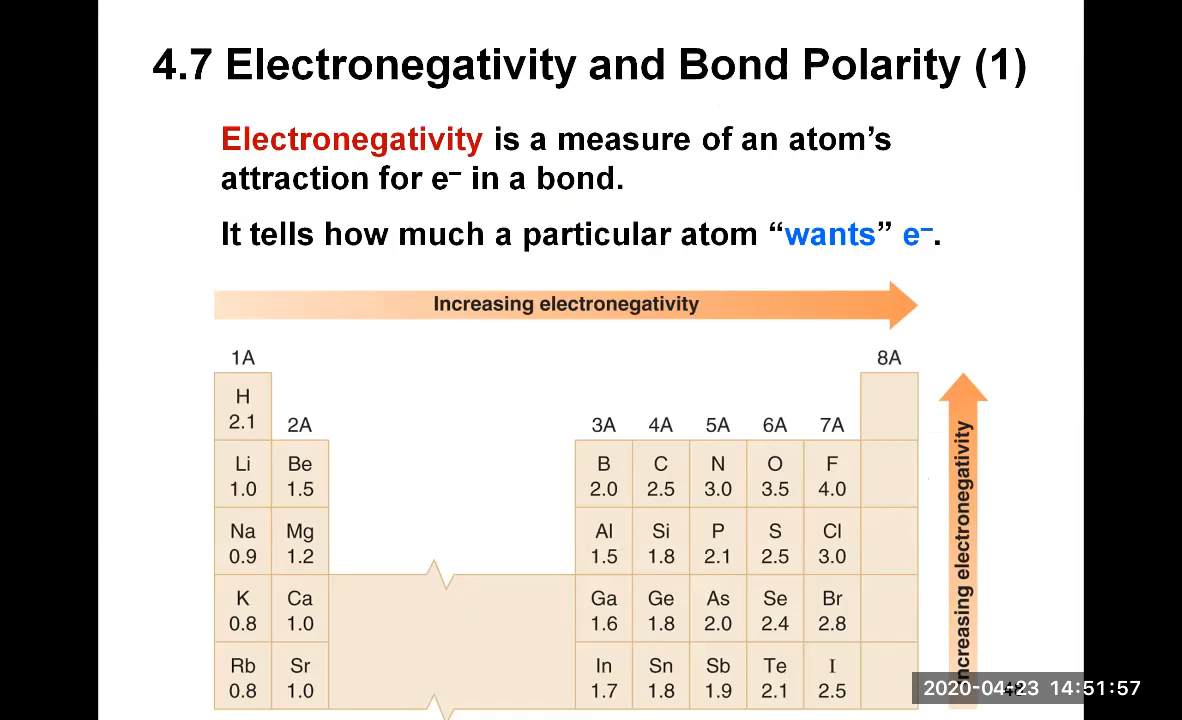 4.7 Electronegativity and Bond Polarity (1)
Electronegativity is a measure of an atom’s
attraction for e– in a bond.
It tells how much a particular atom “wants” e–.
Increasing electronegativity
1A 8A
H
2.1
2A 3A 4A 5A 6A 7A
Li Be B C N O F
1.0 1.5 2.0 2.5 3.0 3.5 4.0
Na Mg Al Si P S Cl
0.9 1.2 1.5 1.8 2.1 2.5 3.0
K Ca Ga Ge As Se Br
0.8 1.0 1.6 1.8 2.0 2.4 2.8
Rb Sr In Sn Sb Te I
0.8 1.0 1.7 1.8 1.9 2.1 2.5
Increasing electronegativity
2020-04-23 14:51:57